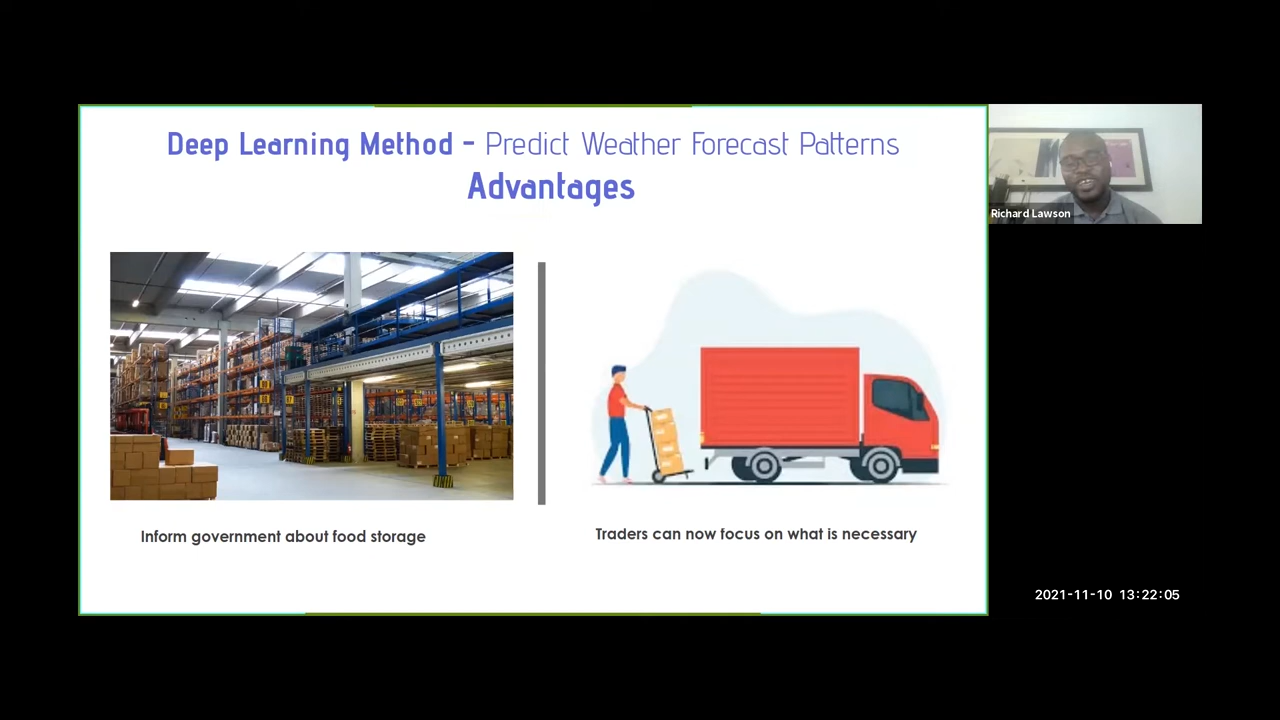 Deep Learning Method - Predict Weather Forecast Patterns
Advantages
Richard Lawson
Inform government about food storage
Traders can now focus on what is necessary
2021-11-10 13:22:05